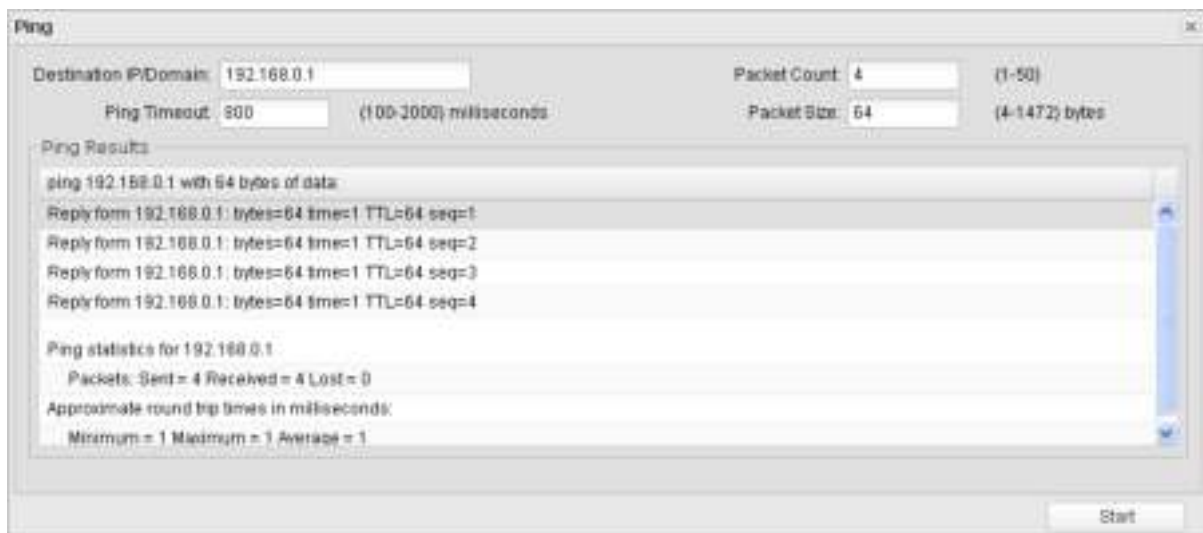 Ping
Destination IP/Domain: 192.168.0.1 Packet Count: 4 (1-50)
Ping Timeout: 800 (100-2000) milliseconds Packet Size: 64 (4-1472) bytes
Ping Results
ping 192.168.0.1 with 64 bytes of data:
Reply form 192.168.0.1: bytes=64 time=1 TTL=64 seq=1
Reply form 192.168.0.1: bytes=64 time=1 TTL=64 seq=2
Reply form 192.168.0.1: bytes=64 time=1 TTL=64 seq=3
Reply form 192.168.0.1: bytes=64 time=1 TTL=64 seq=4
Ping statistics for 192.168.0.1
Packets: Sent = 4 Received = 4 Lost = 0
Approximate round trip times in milliseconds:
Minimum = 1 Maximum = 1 Average = 1
Start